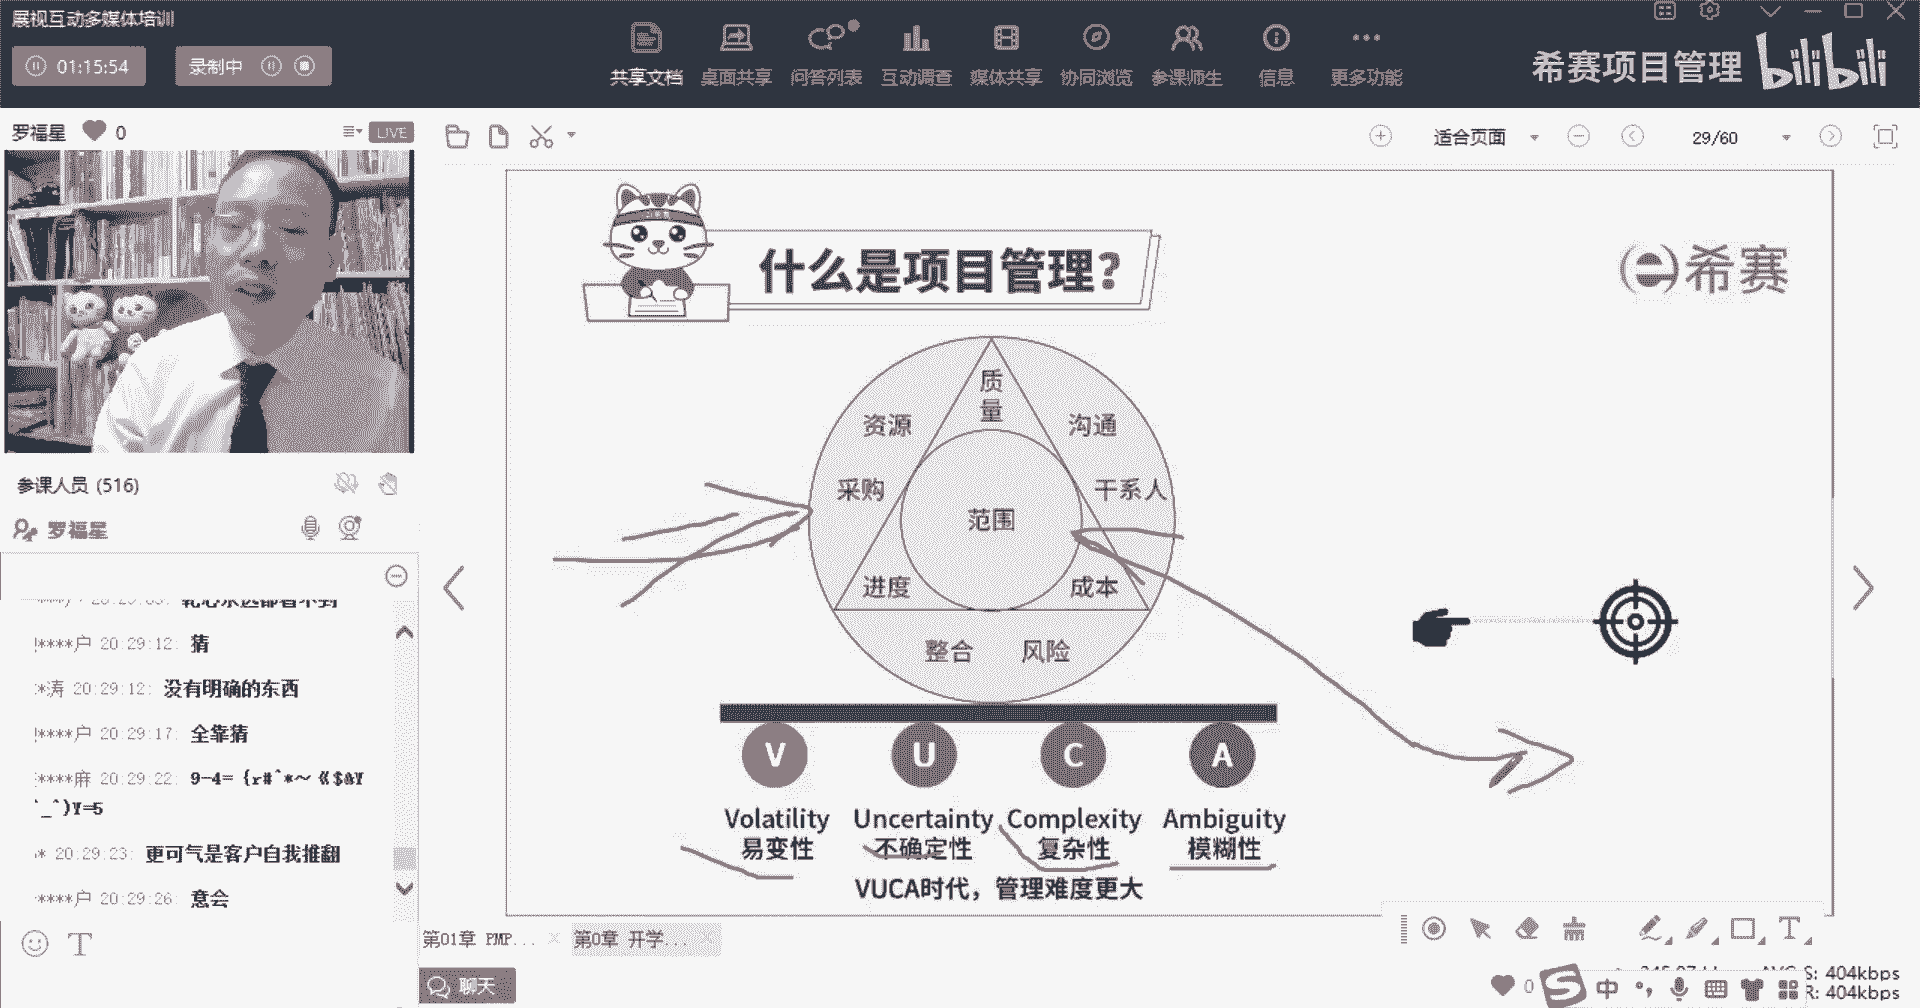 展视互动多媒体培训
01:15:54
录制中
共享文档
桌面共享
问答列表
互动调查
媒体共享
协同浏览
参课师生
信息
更多功能
希赛项目管理
bilibili
罗福星
0
LIVE
适合页面
29/60
参课人员 (516)
罗福星
****户 20:29:12: 猜
*涛 20:29:12: 没有明确的东西
****户 20:29:17: 全靠猜
****麻 20:29:22: 9-4=
=5
* 20:29:23: 更可气是客户自我推翻
****户 20:29:26: 意会
什么是项目管理?
希赛
质量
资源
沟通
采购
干系人
范围
进度
成本
整合
风险
V
U
C
A
Volatility
Uncertainty
Complexity
Ambiguity
易变性
不确定性
复杂性
模糊性
VUCA时代，管理难度更大
第01章 PMP...
第0章 开学...
聊天
T
T
0
S
中
S: 404kbps
R: 404kbps